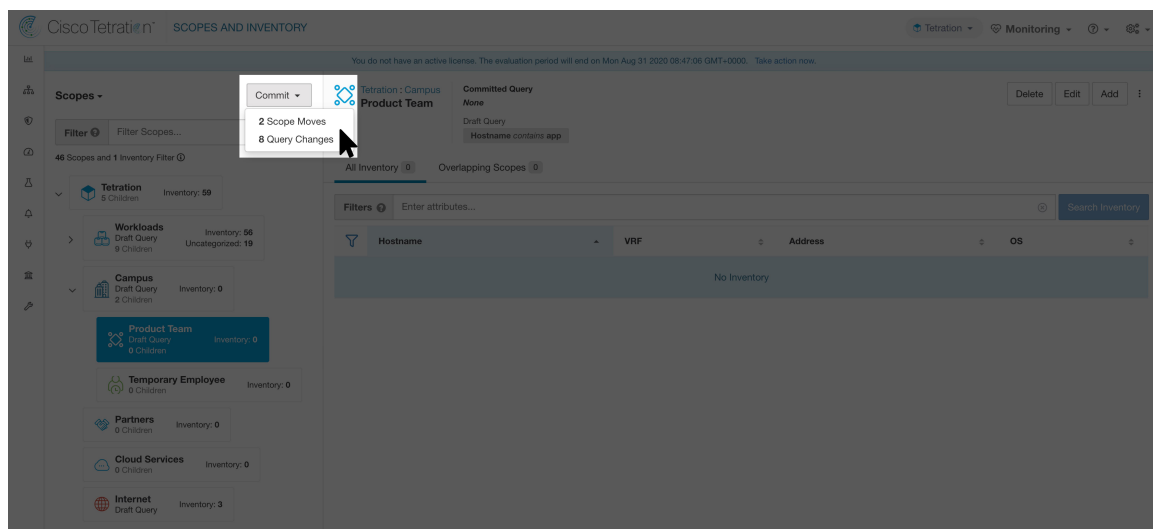 Cisco Tetration™ SCOPES AND INVENTORY
Tetration Monitoring
You do not have an active license. The evaluation period will end on Mon Aug 31 2020 08:47:06 GMT+0000. Take action now.
Scopes
Commit
2 Scope Moves
8 Query Changes
Filter Filter Scopes...
46 Scopes and 1 Inventory Filter
Tetration
5 Children
Inventory: 59
Workloads
Draft Query
9 Children
Inventory: 56
Uncategorized: 19
Campus
Draft Query
2 Children
Inventory: 0
Product Team
Draft Query
0 Children
Inventory: 0
Temporary Employee
0 Children
Inventory: 0
Partners
0 Children
Inventory: 0
Cloud Services
0 Children
Inventory: 0
Internet
Draft Query
Inventory: 3
Tetration : Campus
Product Team
Committed Query
None
Draft Query
Hostname contains app
Delete Edit Add
All Inventory 0 Overlapping Scopes 0
Filters Enter attributes... Search Inventory
Hostname VRF Address OS
No Inventory